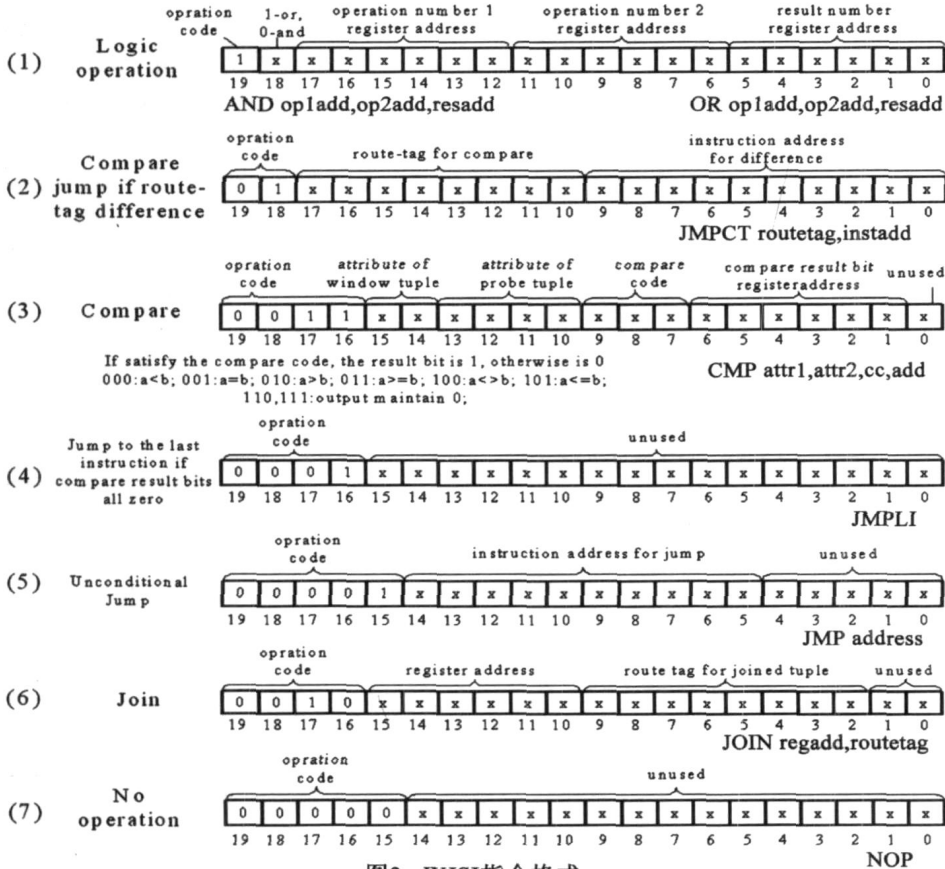 opration code 1-or, 0-and operation number 1 register address operation number 2 register address result number register address
(1) Logic operation
1 x x x x x x x x x x x x x x x x x x x
19 18 17 16 15 14 13 12 11 10 9 8 7 6 5 4 3 2 1 0
AND op1add,op2add,resadd OR op1add,op2add,resadd
opration code route-tag for compare instruction address for difference
(2) Compare jump if route-tag difference
0 1 x x x x x x x x x x x x x x x x x x
19 18 17 16 15 14 13 12 11 10 9 8 7 6 5 4 3 2 1 0
JMPCT routetag,instadd
opration code attribute of window tuple attribute of probe tuple compare code compare result bit registeraddress unused
(3) Compare
0 0 1 1 x x x x x x x x x x x x x x x x
19 18 17 16 15 14 13 12 11 10 9 8 7 6 5 4 3 2 1 0
If satisfy the compare code, the result bit is 1, otherwise is 0
000:a<b; 001:a=b; 010:a>b; 011:a>=b; 100:a<>b; 101:a<=b;
110,111:output maintain 0;
CMP attr1,attr2,cc,add
opration code unused
(4) Jump to the last instruction if compare result bits all zero
0 0 0 1 x x x x x x x x x x x x x x x x
19 18 17 16 15 14 13 12 11 10 9 8 7 6 5 4 3 2 1 0
JMPLI
opration code instruction address for jump unused
(5) Unconditional Jump
0 0 0 0 1 x x x x x x x x x x x x x x x
19 18 17 16 15 14 13 12 11 10 9 8 7 6 5 4 3 2 1 0
JMP address
opration code register address route tag for joined tuple unused
(6) Join
0 0 1 0 x x x x x x x x x x x x x x x x
19 18 17 16 15 14 13 12 11 10 9 8 7 6 5 4 3 2 1 0
JOIN regadd,routetag
opration code unused
(7) No operation
0 0 0 0 0 x x x x x x x x x x x x x x x
19 18 17 16 15 14 13 12 11 10 9 8 7 6 5 4 3 2 1 0
NOP